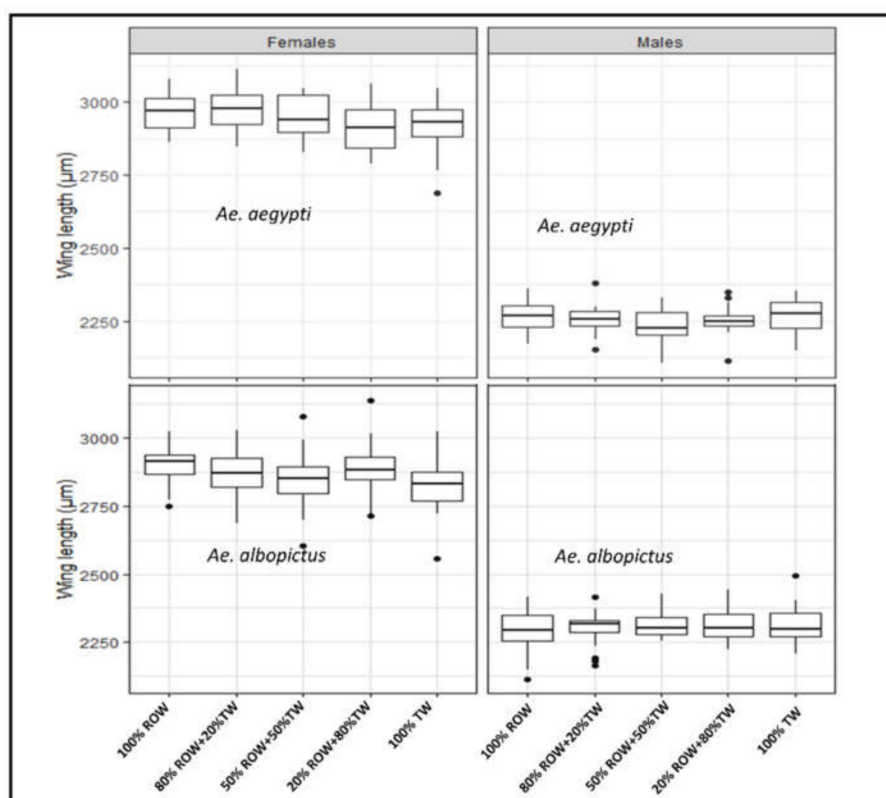 Females
Males
Wing length (µm)
3000
2750
2500
2250
Ae. aegypti
Ae. aegypti
Wing length (µm)
3000
2750
2500
2250
Ae. albopictus
Ae. albopictus
100% ROW
80% ROW+20%TW
50% ROW+50%TW
20% ROW+80%TW
100% TW
100% ROW
80% ROW+20%TW
50% ROW+50%TW
20% ROW+80%TW
100% TW